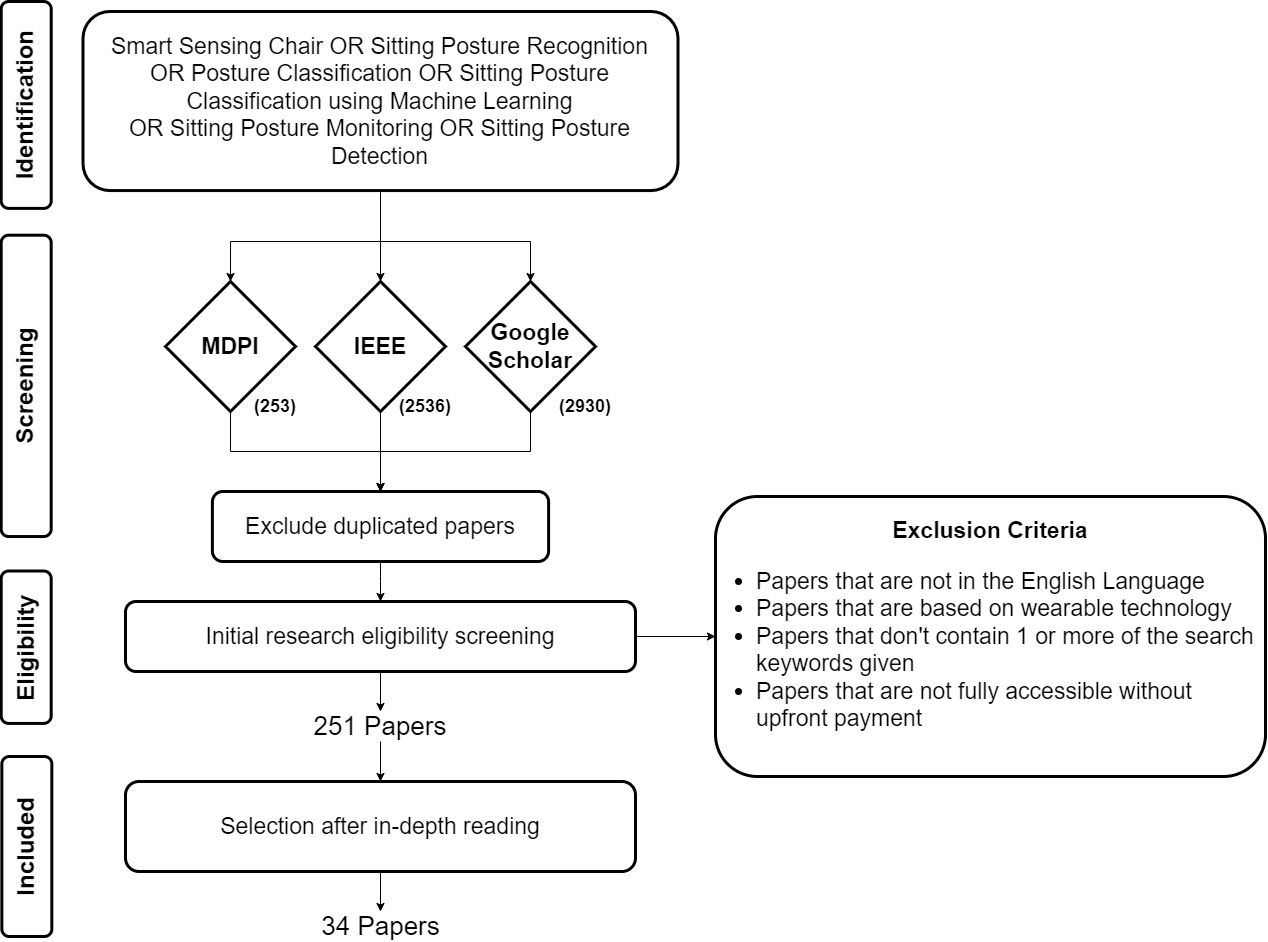 Identification
Smart Sensing Chair OR Sitting Posture Recognition
OR Posture Classification OR Sitting Posture
Classification using Machine Learning
OR Sitting Posture Monitoring OR Sitting Posture
Detection
Screening
MDPI
(253)
IEEE
(2536)
Google
Scholar
(2930)
Exclude duplicated papers
Eligibility
Initial research eligibility screening
Exclusion Criteria
• Papers that are not in the English Language
• Papers that are based on wearable technology
• Papers that don't contain 1 or more of the search
keywords given
• Papers that are not fully accessible without
upfront payment
251 Papers
Included
Selection after in-depth reading
34 Papers